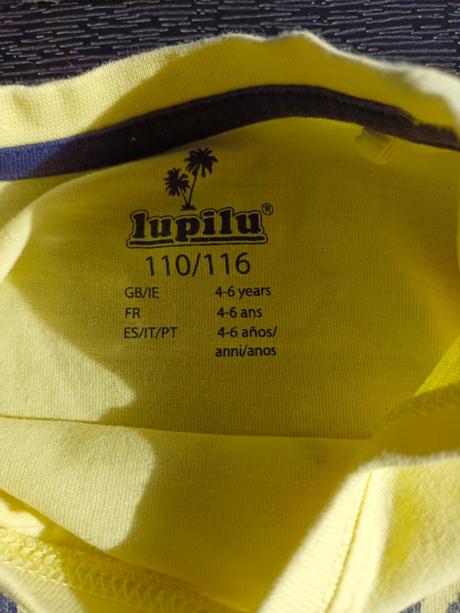 lupilu®
110/116
GB/IE 4-6 years
FR 4-6 ans
ES/IT/PT 4-6 años/
anni/anos